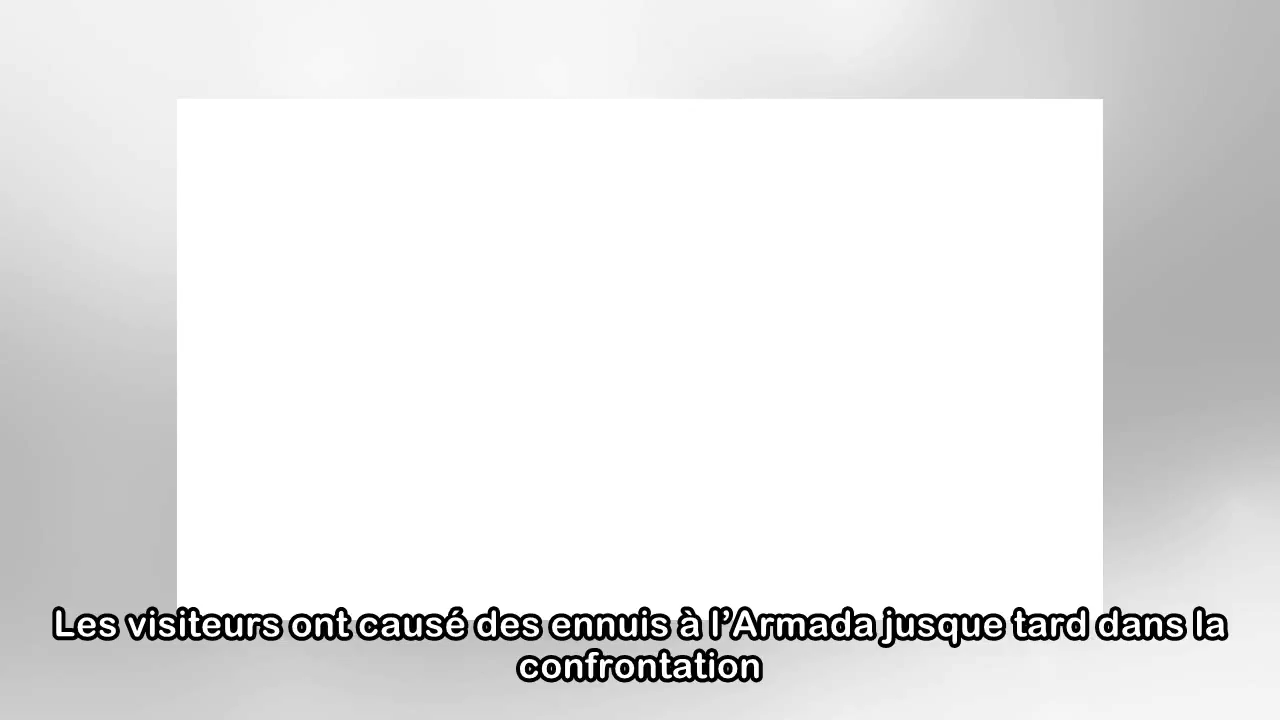 Les visiteurs ont causé des ennuis à l’Armada jusque tard dans la
confrontation